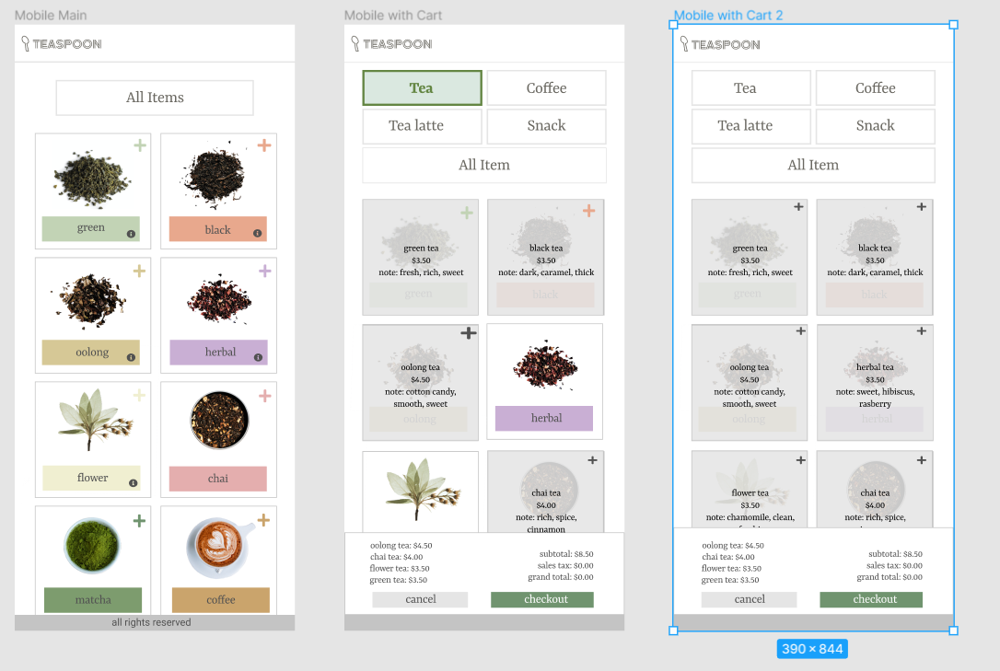 Mobile Main
TEASPOON
All Items
green
black
oolong
herbal
flower
chai
matcha
coffee
all rights reserved
Mobile with Cart
TEASPOON
Tea
Coffee
Tea latte
Snack
All Item
green tea
$3.50
note: fresh, rich, sweet
green
black tea
$3.50
note: dark, caramel, thick
black
oolong tea
$4.50
note: cotton candy,
smooth, sweet
oolong
herbal
chai tea
$4.00
note: rich, spice,
cinnamon
oolong tea: $4.50
chai tea: $4.00
flower tea: $3.50
green tea: $3.50
subtotal: $8.50
sales tax: $0.00
grand total: $0.00
cancel
checkout
Mobile with Cart 2
TEASPOON
Tea
Coffee
Tea latte
Snack
All Item
green tea
$3.50
note: fresh, rich, sweet
green
black tea
$3.50
note: dark, caramel, thick
black
oolong tea
$4.50
note: cotton candy,
smooth, sweet
oolong
herbal tea
$3.50
note: sweet, hibiscus,
rasberry
herbal
flower tea
$3.50
note: chamomile, clean,
chai tea
$4.00
note: rich, spice,
oolong tea: $4.50
chai tea: $4.00
flower tea: $3.50
green tea: $3.50
subtotal: $8.50
sales tax: $0.00
grand total: $0.00
cancel
checkout
390 × 844